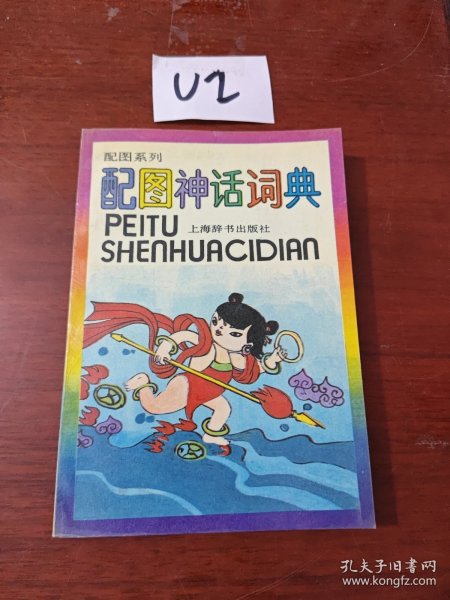 U2
配图系列
配图神话词典
PEITU 上海辞书出版社
SHENHUACIDIAN
孔夫子旧书网
www.kongfz.com